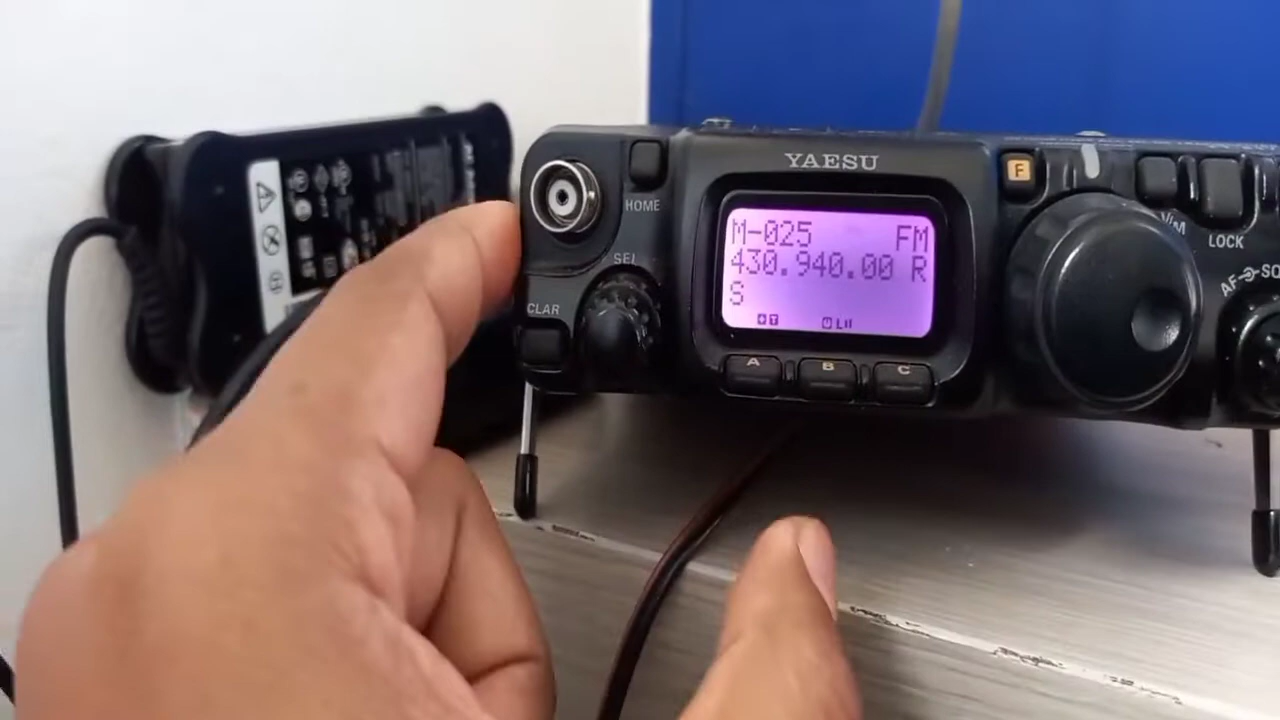 YAESU
F
HOME
V/M
LOCK
SEL
M-025 FM
430.940.00 R
S
CLAR
A B C